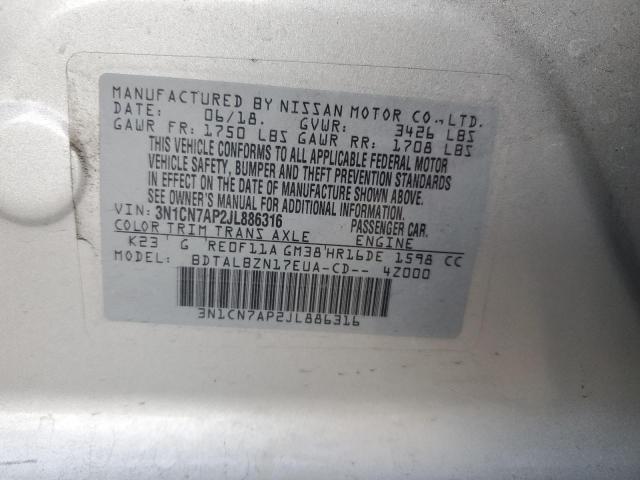 MANUFACTURED BY NISSAN MOTOR CO.,LTD.
DATE: 06/18. GVWR: 3426 LBS
GAWR FR: 1750 LBS GAWR RR: 1708 LBS
THIS VEHICLE CONFORMS TO ALL APPLICABLE FEDERAL MOTOR
VEHICLE SAFETY, BUMPER AND THEFT PREVENTION STANDARDS
IN EFFECT ON THE DATE OF MANUFACTURE SHOWN ABOVE.
SEE OWNER'S MANUAL FOR ADDITIONAL INFORMATION.
VIN: 3N1CN7AP2JL886316 PASSENGER CAR.
COLOR TRIM TRANS AXLE ENGINE
K23 G RE0F11A GM38 HR16DE 1598 CC
MODEL: BDTALBZN17EUA-CD-- 4Z000
3N1CN7AP2JL886316